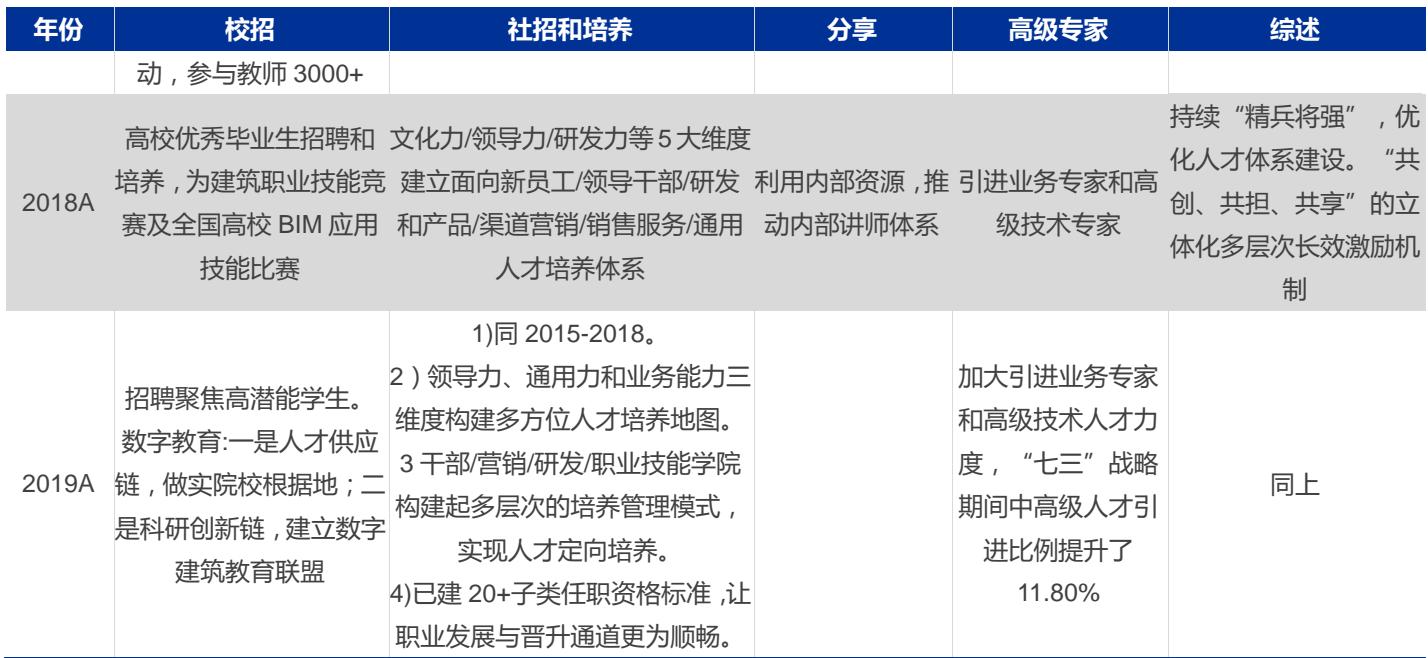 年份 校招 社招和培养 分享 高级专家 综述
动，参与教师 3000+
2018A
高校优秀毕业生招聘和
培养，为建筑职业技能竞
赛及全国高校 BIM 应用
技能比赛
文化力/领导力/研发力等 5 大维度
建立面向新员工/领导干部/研发
和产品/渠道营销/销售服务/通用
人才培养体系
利用内部资源，推
动内部讲师体系
引进业务专家和高
级技术专家
持续“精兵将强”，优
化人才体系建设。“共
创、共担、共享”的立
体化多层次长效激励机
制
2019A
招聘聚焦高潜能学生。
数字教育:一是人才供应
链，做实院校根据地；二
是科研创新链，建立数字
建筑教育联盟
1)同 2015-2018。
2）领导力、通用力和业务能力三
维度构建多方位人才培养地图。
3 干部/营销/研发/职业技能学院
构建起多层次的培养管理模式，
实现人才定向培养。
4)已建 20+子类任职资格标准，让
职业发展与晋升通道更为顺畅。
加大引进业务专家
和高级技术人才力
度，“七三”战略
期间中高级人才引
进比例提升了
11.80%
同上